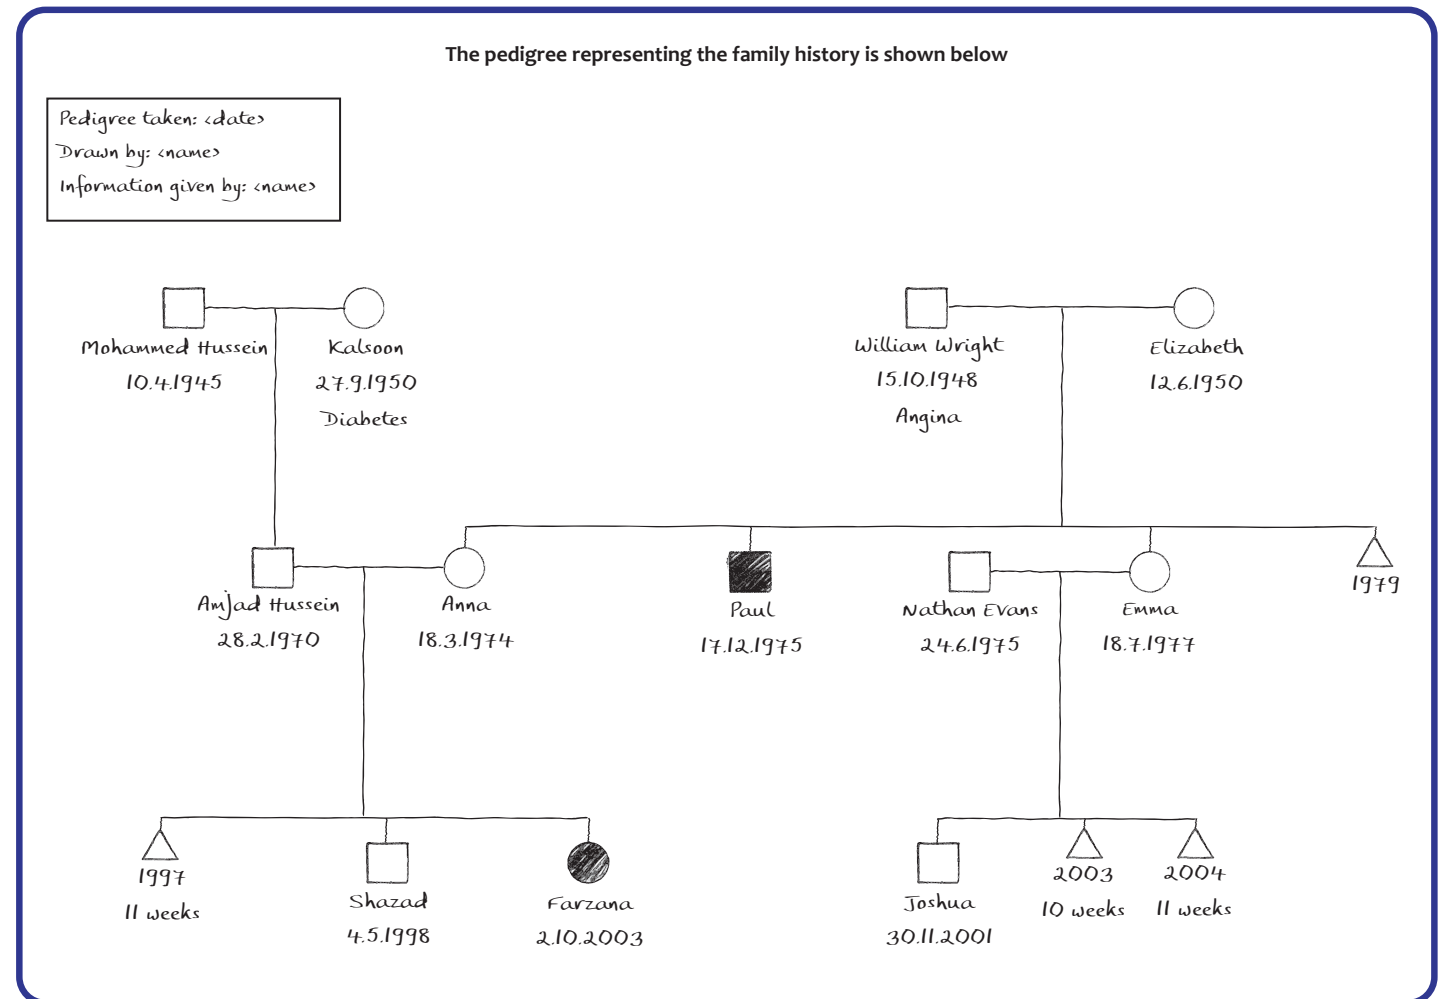 The pedigree representing the family history is shown below
Pedigree taken: <date>
Drawn by: <name>
Information given by: <name>
Mohammed Hussein
10.4.1945
Kalsoon
27.9.1950
Diabetes
William Wright
15.10.1948
Angina
Elizabeth
12.6.1950
Amjad Hussein
28.2.1970
Anna
18.3.1974
Paul
17.12.1975
Nathan Evans
24.6.1975
Emma
18.7.1977
1979
1997
11 weeks
Shazad
4.5.1998
Farzana
2.10.2003
Joshua
30.11.2001
2003
10 weeks
2004
11 weeks